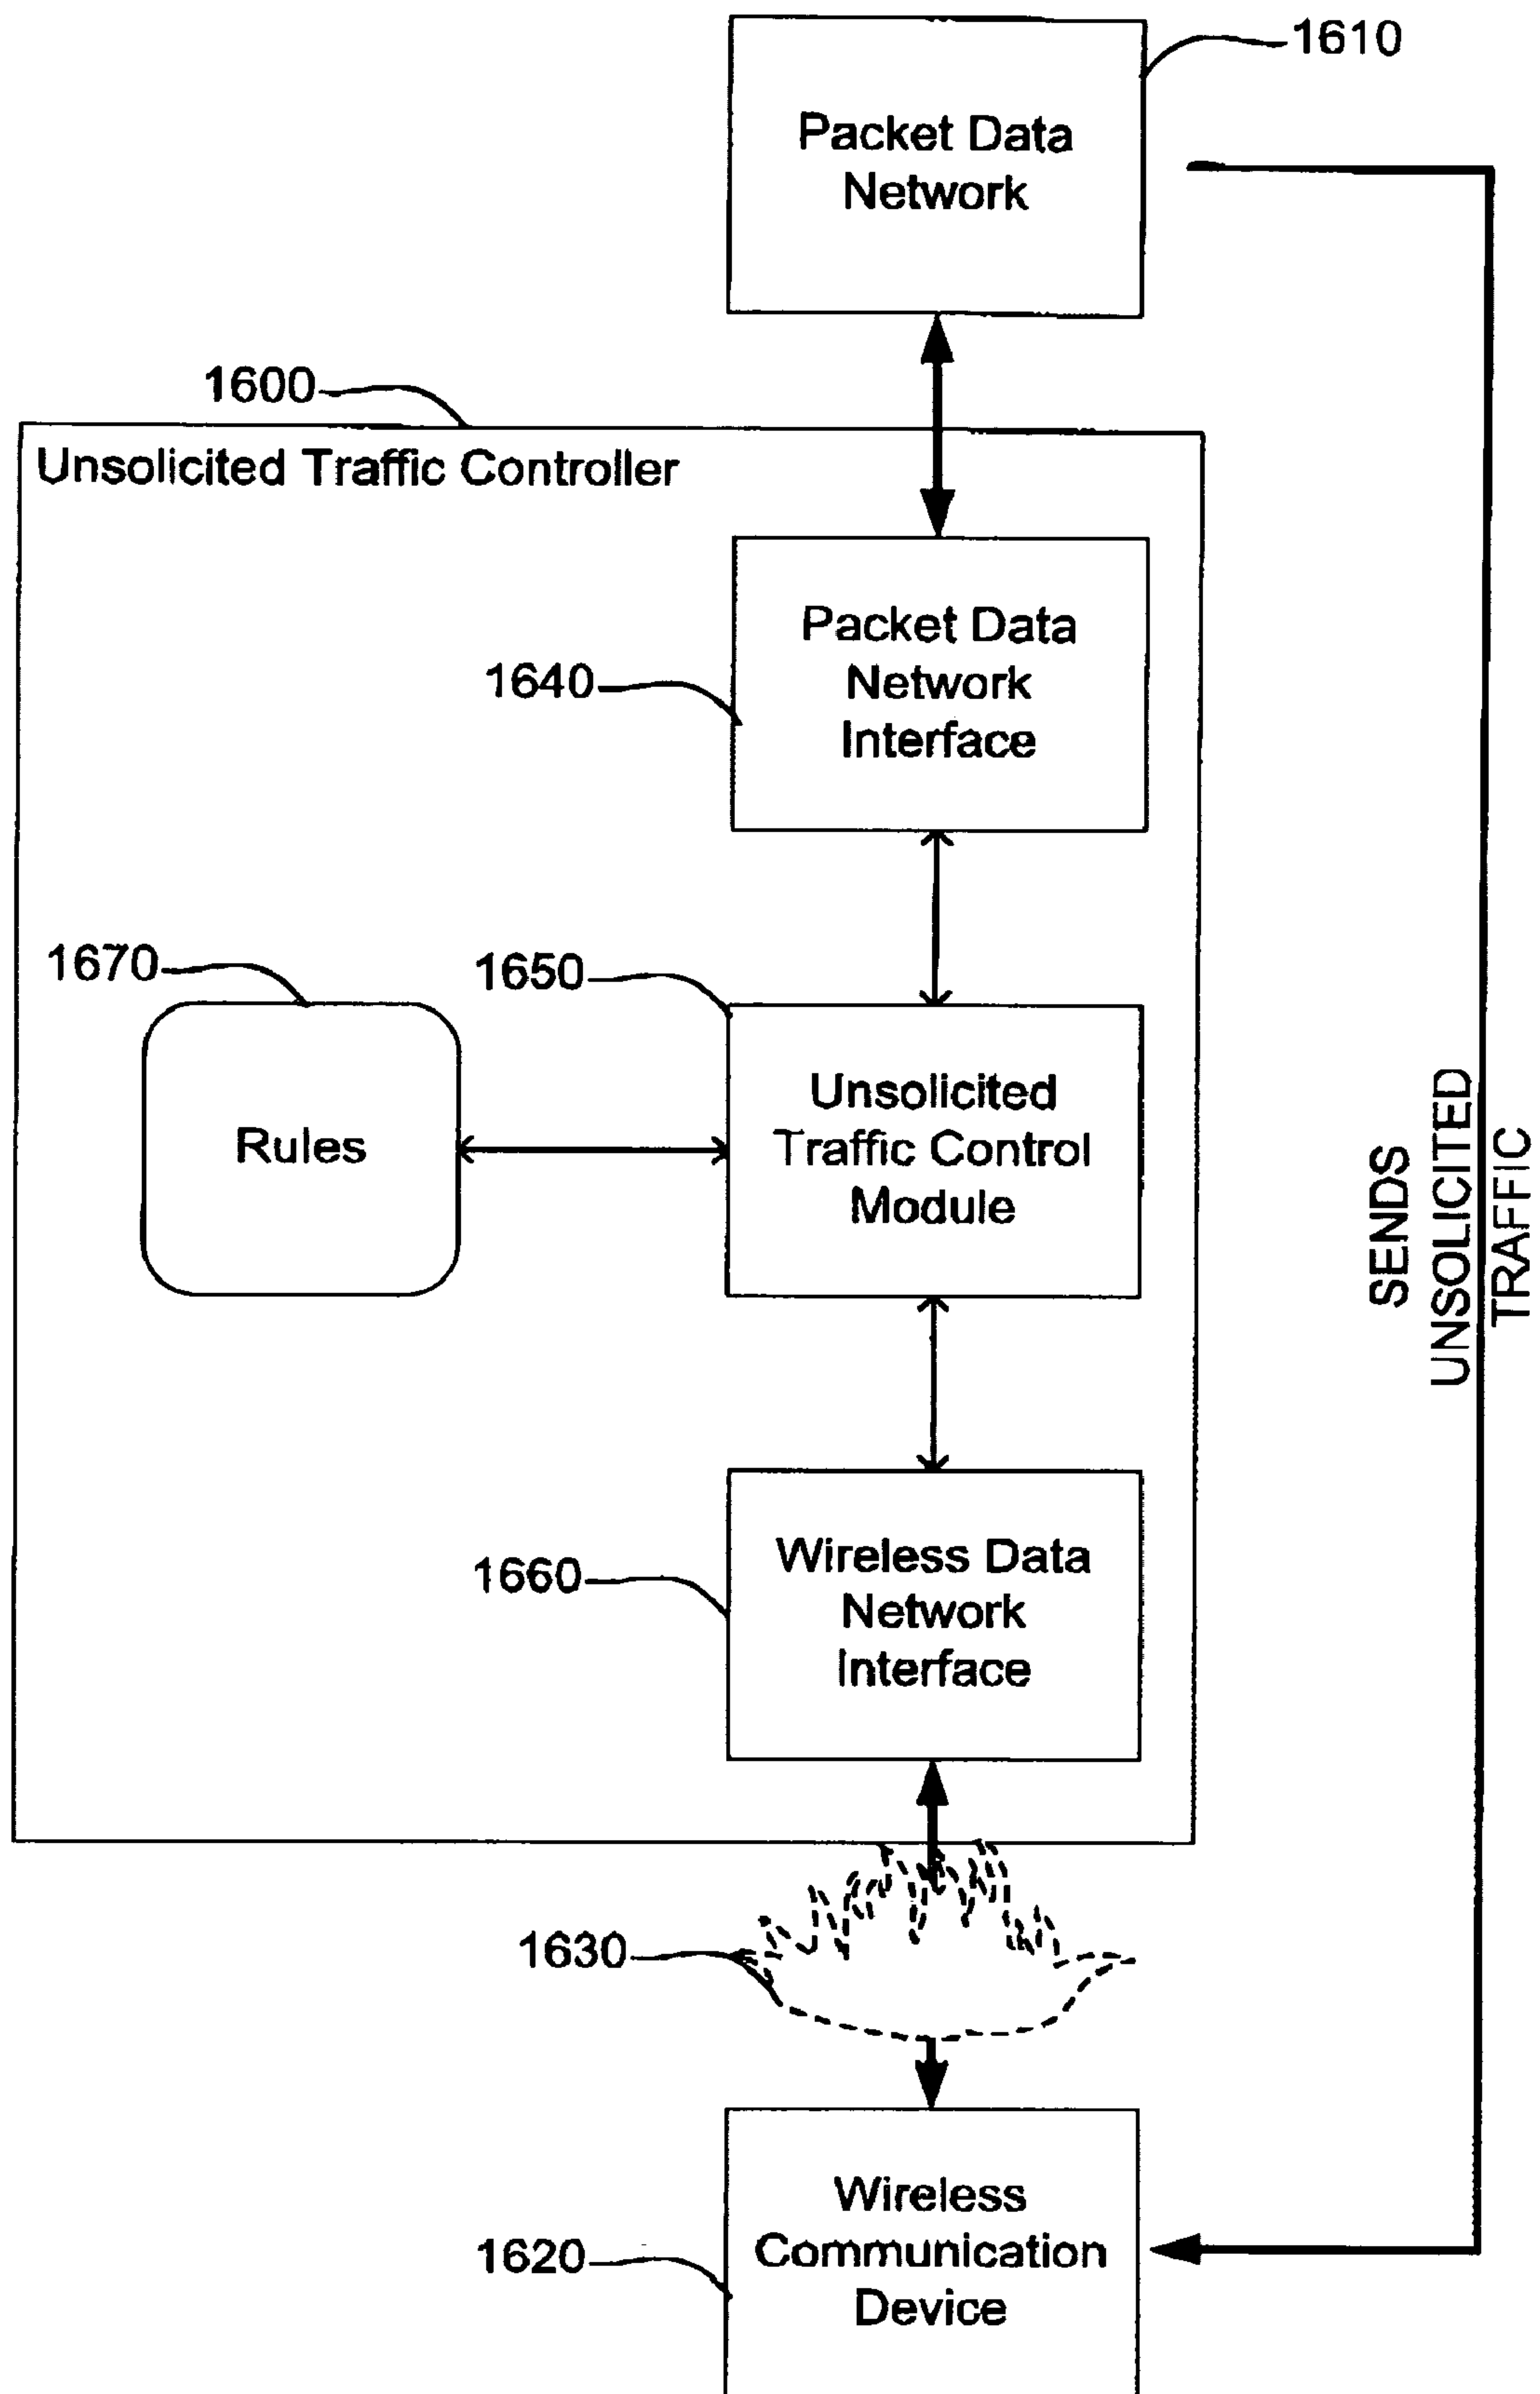 1610
Packet Data
Network
1600
Unsolicited Traffic Controller
Packet Data
Network
Interface
1640
1670
1650
Rules
Unsolicited
Traffic Control
Module
SENDS
UNSOLICITED
TRAFFIC
1660
Wireless Data
Network
Interface
1630
1620
Wireless
Communication
Device